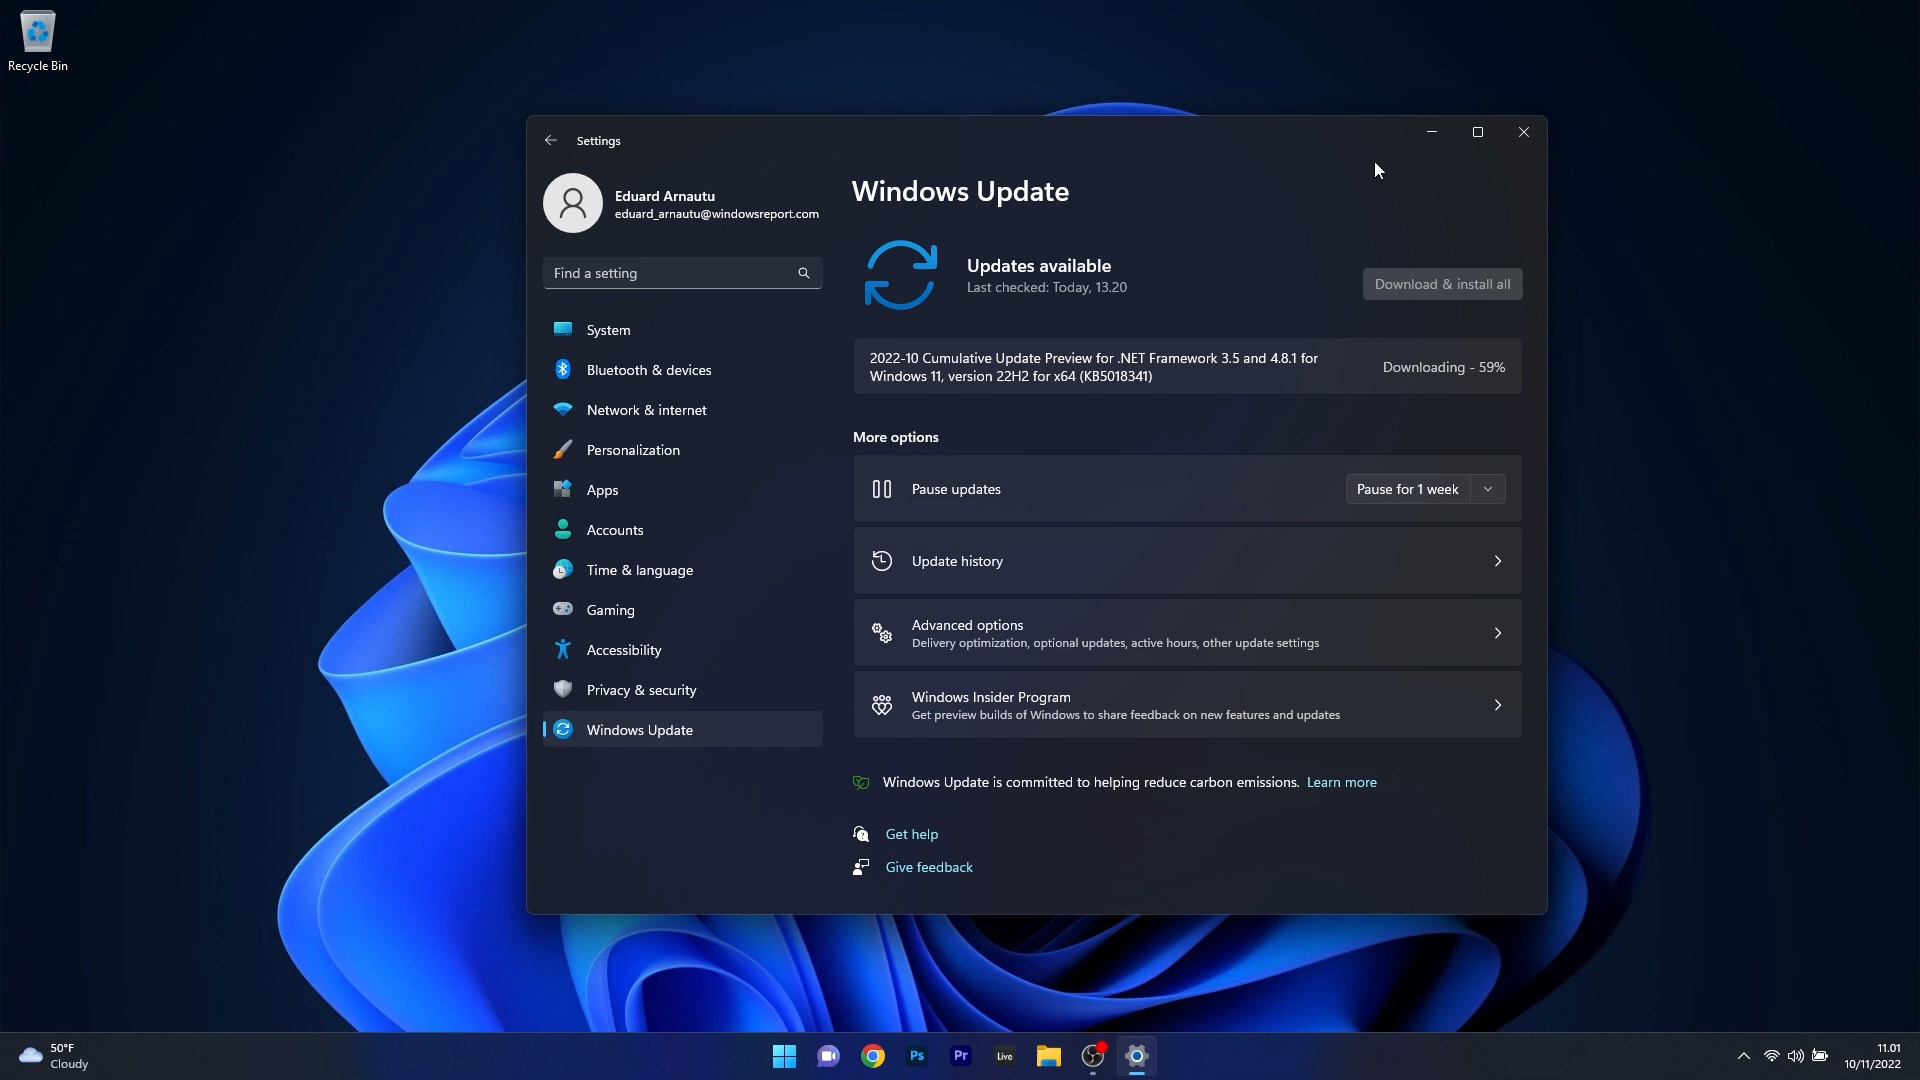 Recycle Bin
Settings
Eduard Arnautu
eduard_arnautu@windowsreport.com
Find a setting
System
Bluetooth & devices
Network & internet
Personalization
Apps
Accounts
Time & language
Gaming
Accessibility
Privacy & security
Windows Update
Windows Update
Updates available
Last checked: Today, 13.20
Download & install all
2022-10 Cumulative Update Preview for .NET Framework 3.5 and 4.8.1 for
Windows 11, version 22H2 for x64 (KB5018341)
Downloading - 59%
More options
Pause updates
Pause for 1 week
Update history
Advanced options
Delivery optimization, optional updates, active hours, other update settings
Windows Insider Program
Get preview builds of Windows to share feedback on new features and updates
Windows Update is committed to helping reduce carbon emissions. Learn more
Get help
Give feedback
50°F
Cloudy
Ps
Pr
Live
11.01
10/11/2022